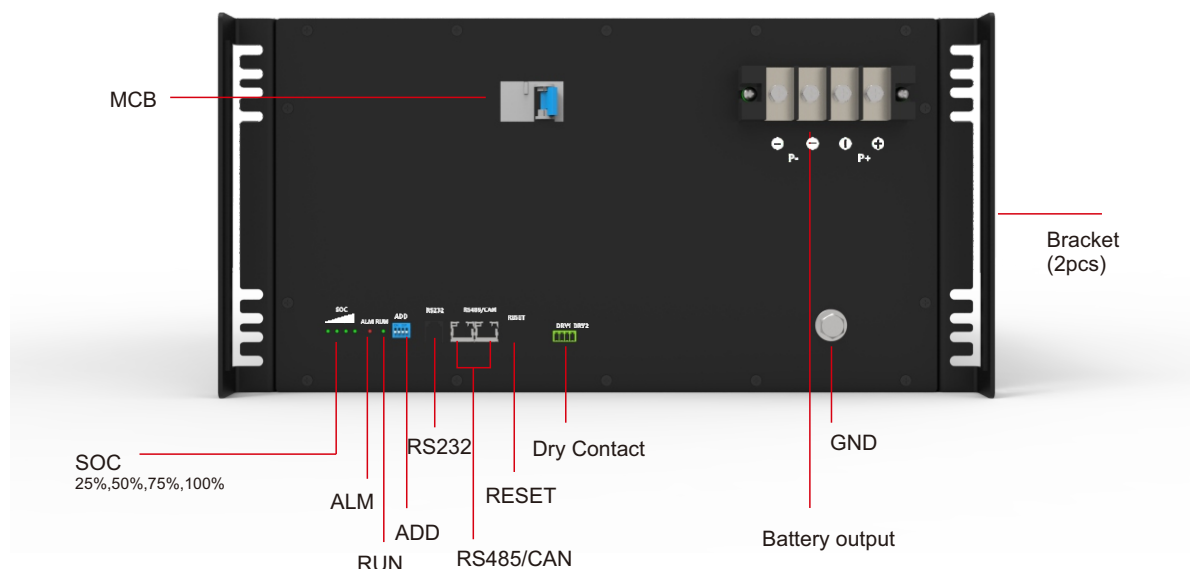 MCB
P-
P+
Bracket
(2pcs)
SOC
ALM RUN
ADD
RS232
RS485/CAN
RESET
DRY1 DRY2
RS232
Dry Contact
GND
SOC
25%,50%,75%,100%
RESET
ALM
ADD
Battery output
RUN
RS485/CAN